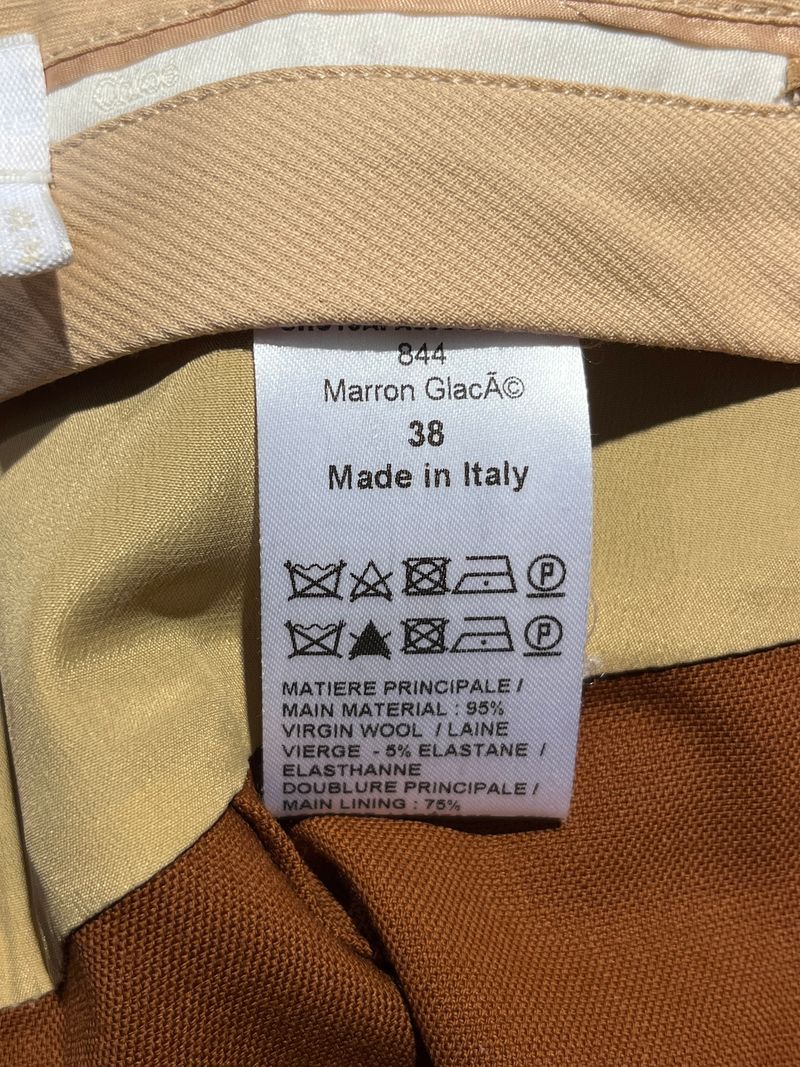 Chloé
844
Marron GlacÃ©
38
Made in Italy
P
P
MATIERE PRINCIPALE /
MAIN MATERIAL : 95%
VIRGIN WOOL / LAINE
VIERGE - 5% ELASTANE /
ELASTHANNE
DOUBLURE PRINCIPALE /
MAIN LINING : 75%